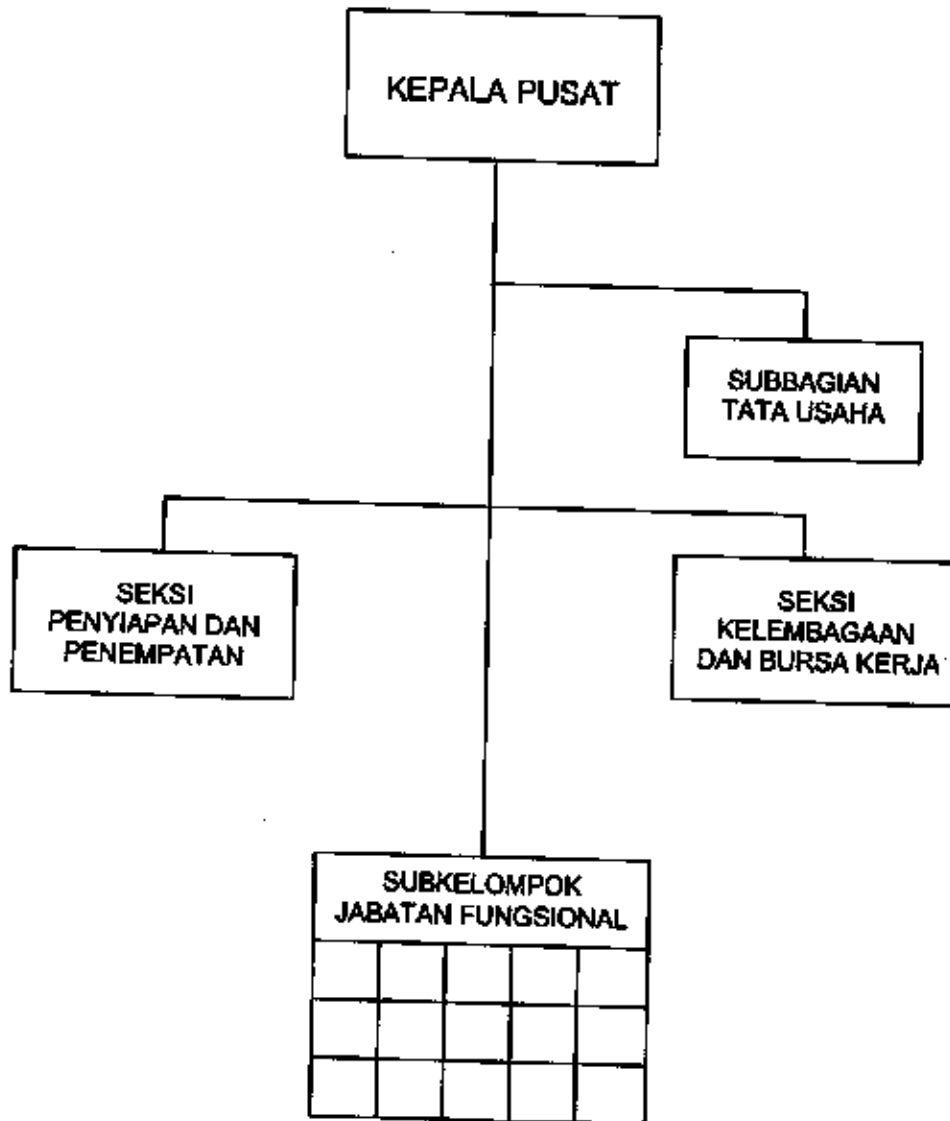 KEPALA PUSAT
SUBBAGIAN
TATA USAHA
SEKSI
PENYIAPAN DAN
PENEMPATAN
SEKSI
KELEMBAGAAN
DAN BURSA KERJA
SUBKELOMPOK
JABATAN FUNGSIONAL